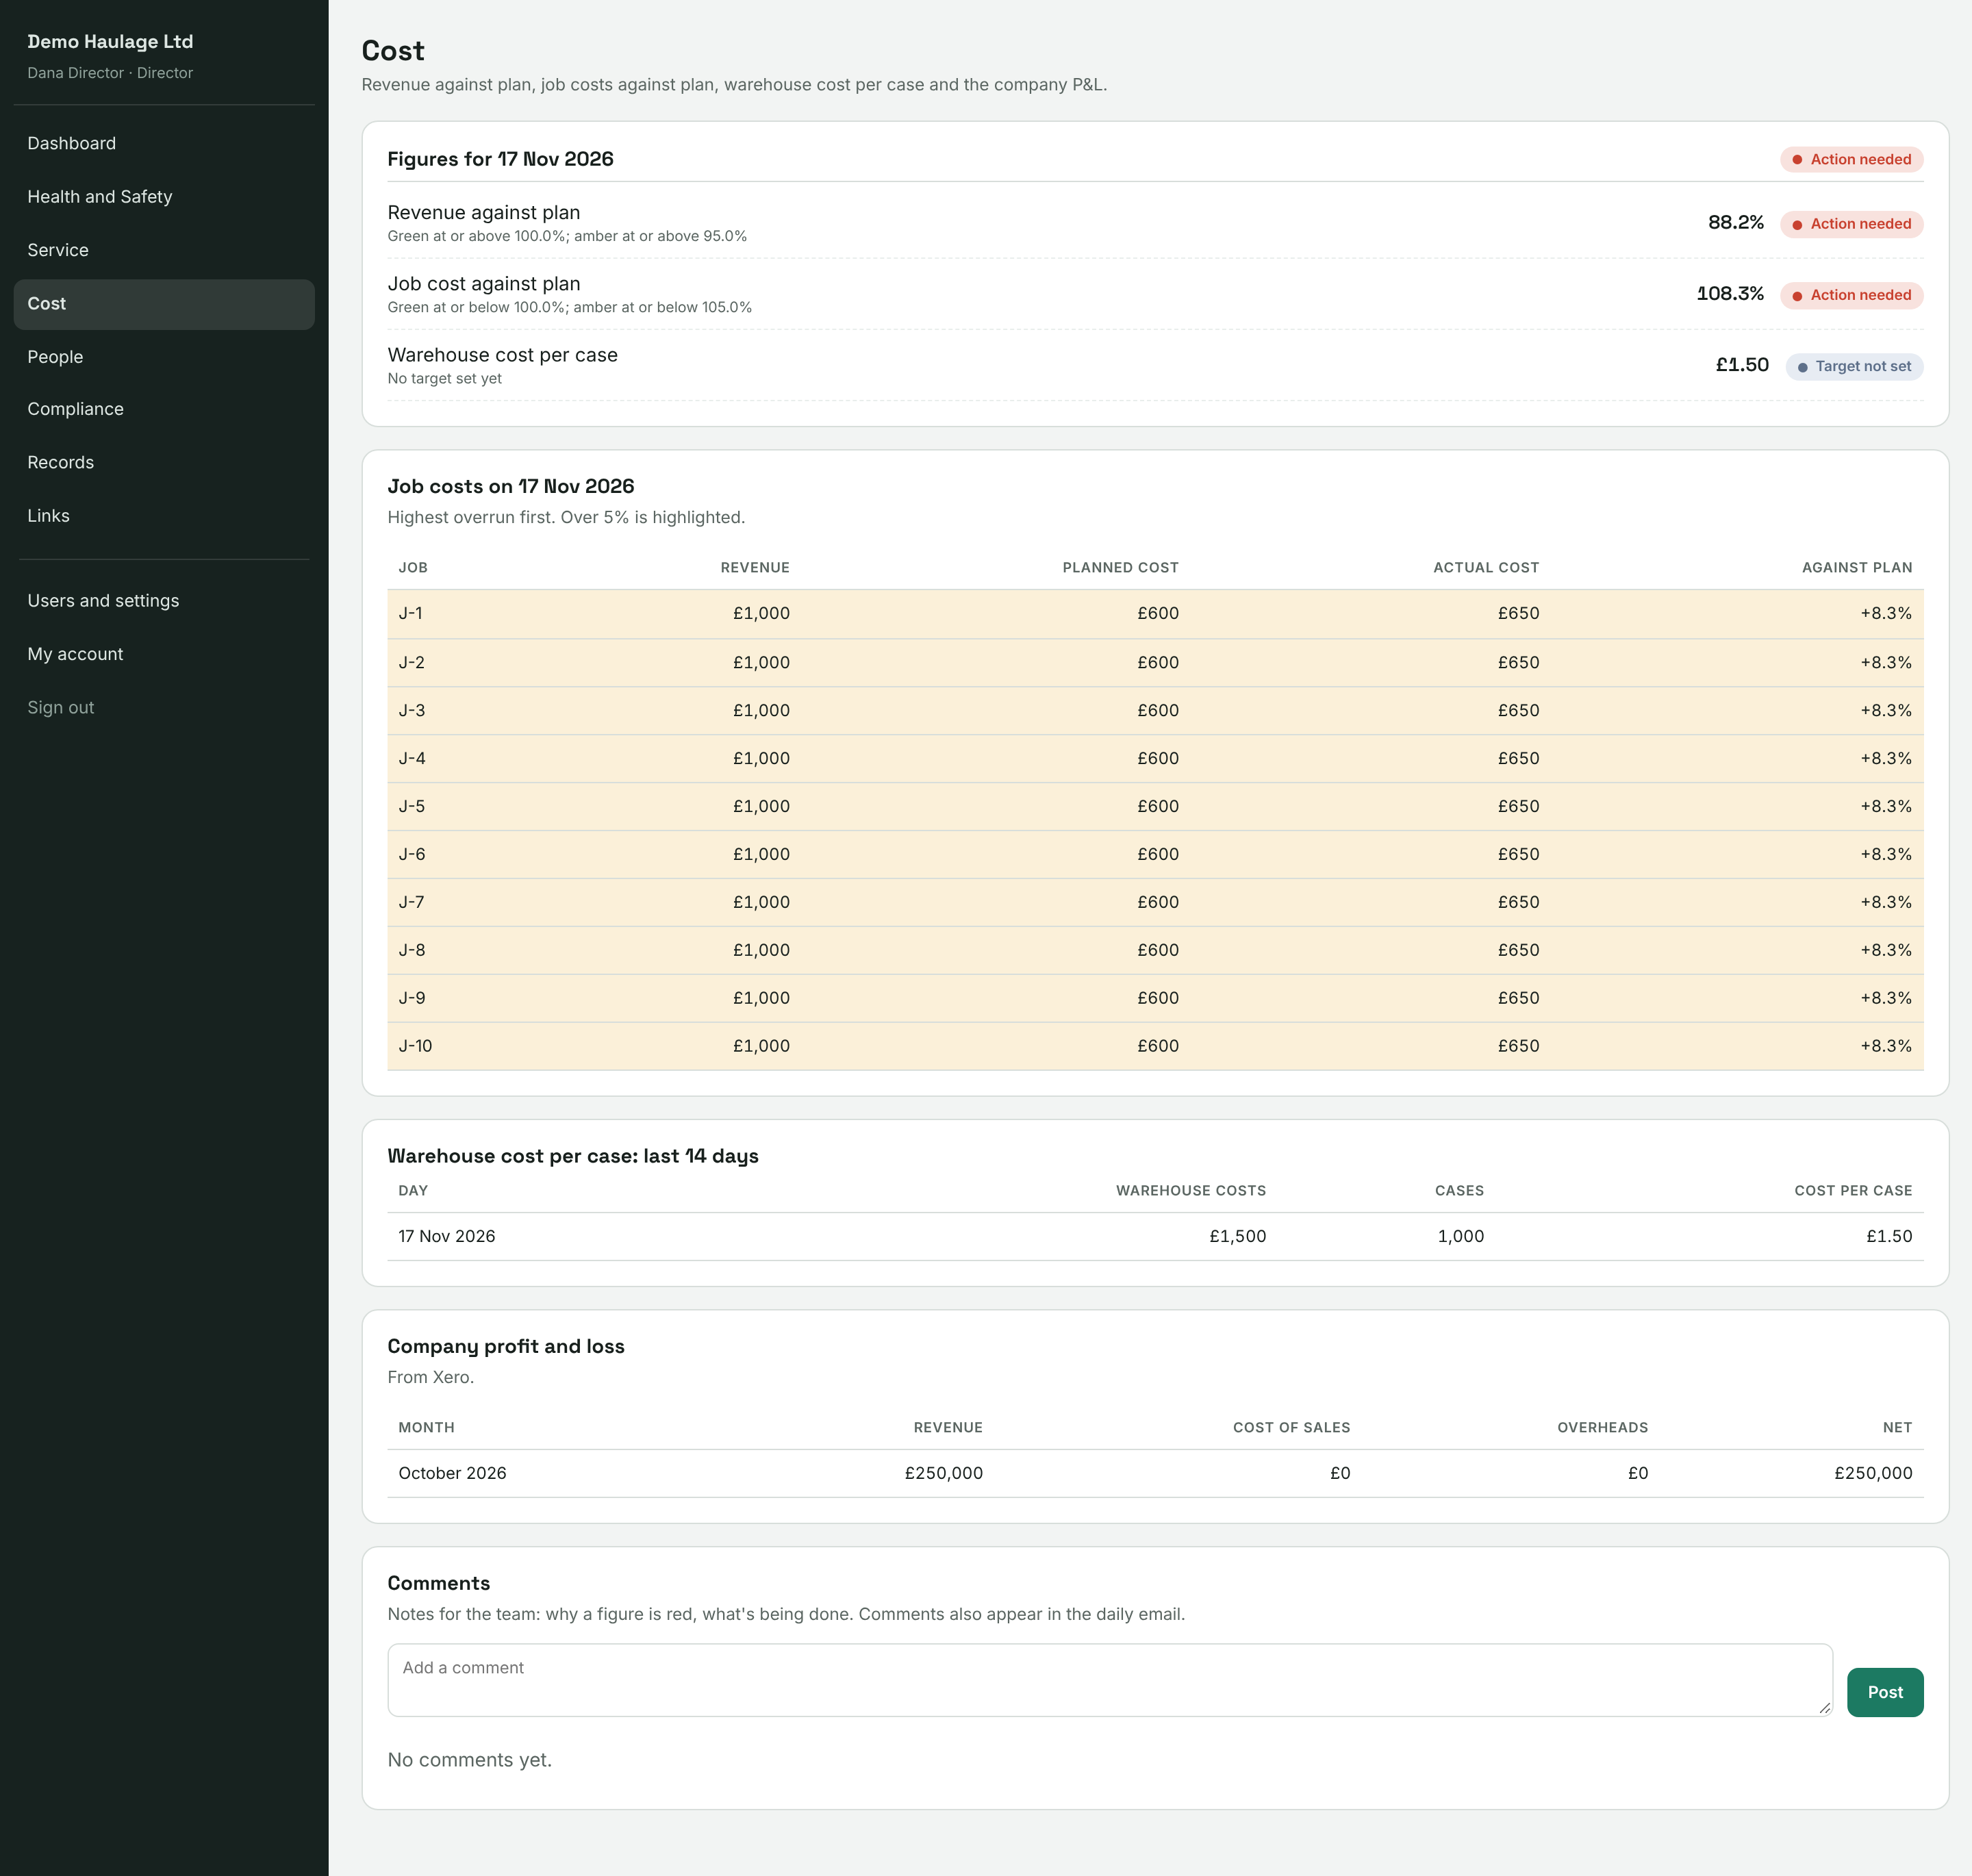 Demo Haulage Ltd
Dana Director · Director
Dashboard
Health and Safety
Service
Cost
People
Compliance
Records
Links
Users and settings
My account
Sign out
Cost
Revenue against plan, job costs against plan, warehouse cost per case and the company P&L.
Figures for 17 Nov 2026 Action needed
Revenue against plan 88.2% Action needed
Green at or above 100.0%; amber at or above 95.0%
Job cost against plan 108.3% Action needed
Green at or below 100.0%; amber at or below 105.0%
Warehouse cost per case £1.50 Target not set
No target set yet
Job costs on 17 Nov 2026
Highest overrun first. Over 5% is highlighted.
JOB REVENUE PLANNED COST ACTUAL COST AGAINST PLAN
J-1 £1,000 £600 £650 +8.3%
J-2 £1,000 £600 £650 +8.3%
J-3 £1,000 £600 £650 +8.3%
J-4 £1,000 £600 £650 +8.3%
J-5 £1,000 £600 £650 +8.3%
J-6 £1,000 £600 £650 +8.3%
J-7 £1,000 £600 £650 +8.3%
J-8 £1,000 £600 £650 +8.3%
J-9 £1,000 £600 £650 +8.3%
J-10 £1,000 £600 £650 +8.3%
Warehouse cost per case: last 14 days
DAY WAREHOUSE COSTS CASES COST PER CASE
17 Nov 2026 £1,500 1,000 £1.50
Company profit and loss
From Xero.
MONTH REVENUE COST OF SALES OVERHEADS NET
October 2026 £250,000 £0 £0 £250,000
Comments
Notes for the team: why a figure is red, what's being done. Comments also appear in the daily email.
Add a comment
Post
No comments yet.